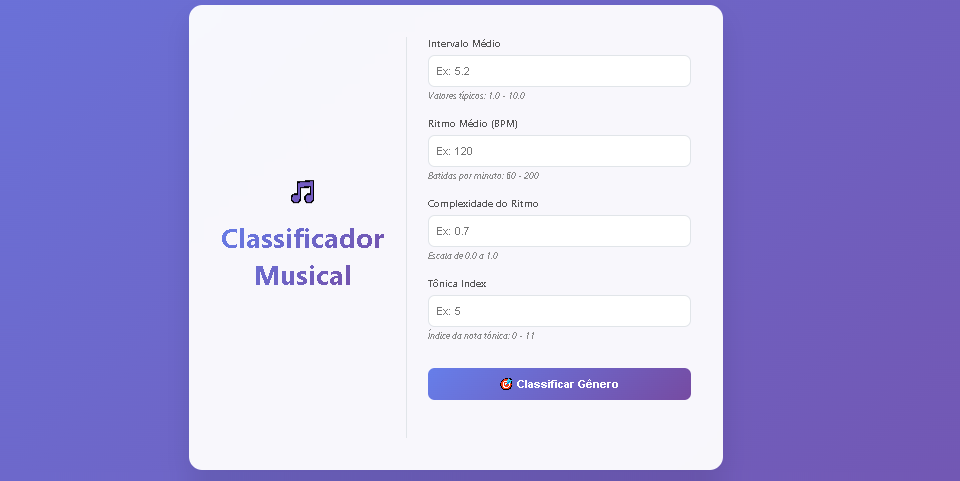 Classificador
Musical
Intervalo Médio
Ex: 5.2
Valores típicos: 1.0 - 10.0
Ritmo Médio (BPM)
Ex: 120
Batidas por minuto: 60 - 200
Complexidade do Ritmo
Ex: 0.7
Escala de 0.0 a 1.0
Tônica Index
Ex: 5
Índice da nota tônica: 0 - 11
Classificar Gênero